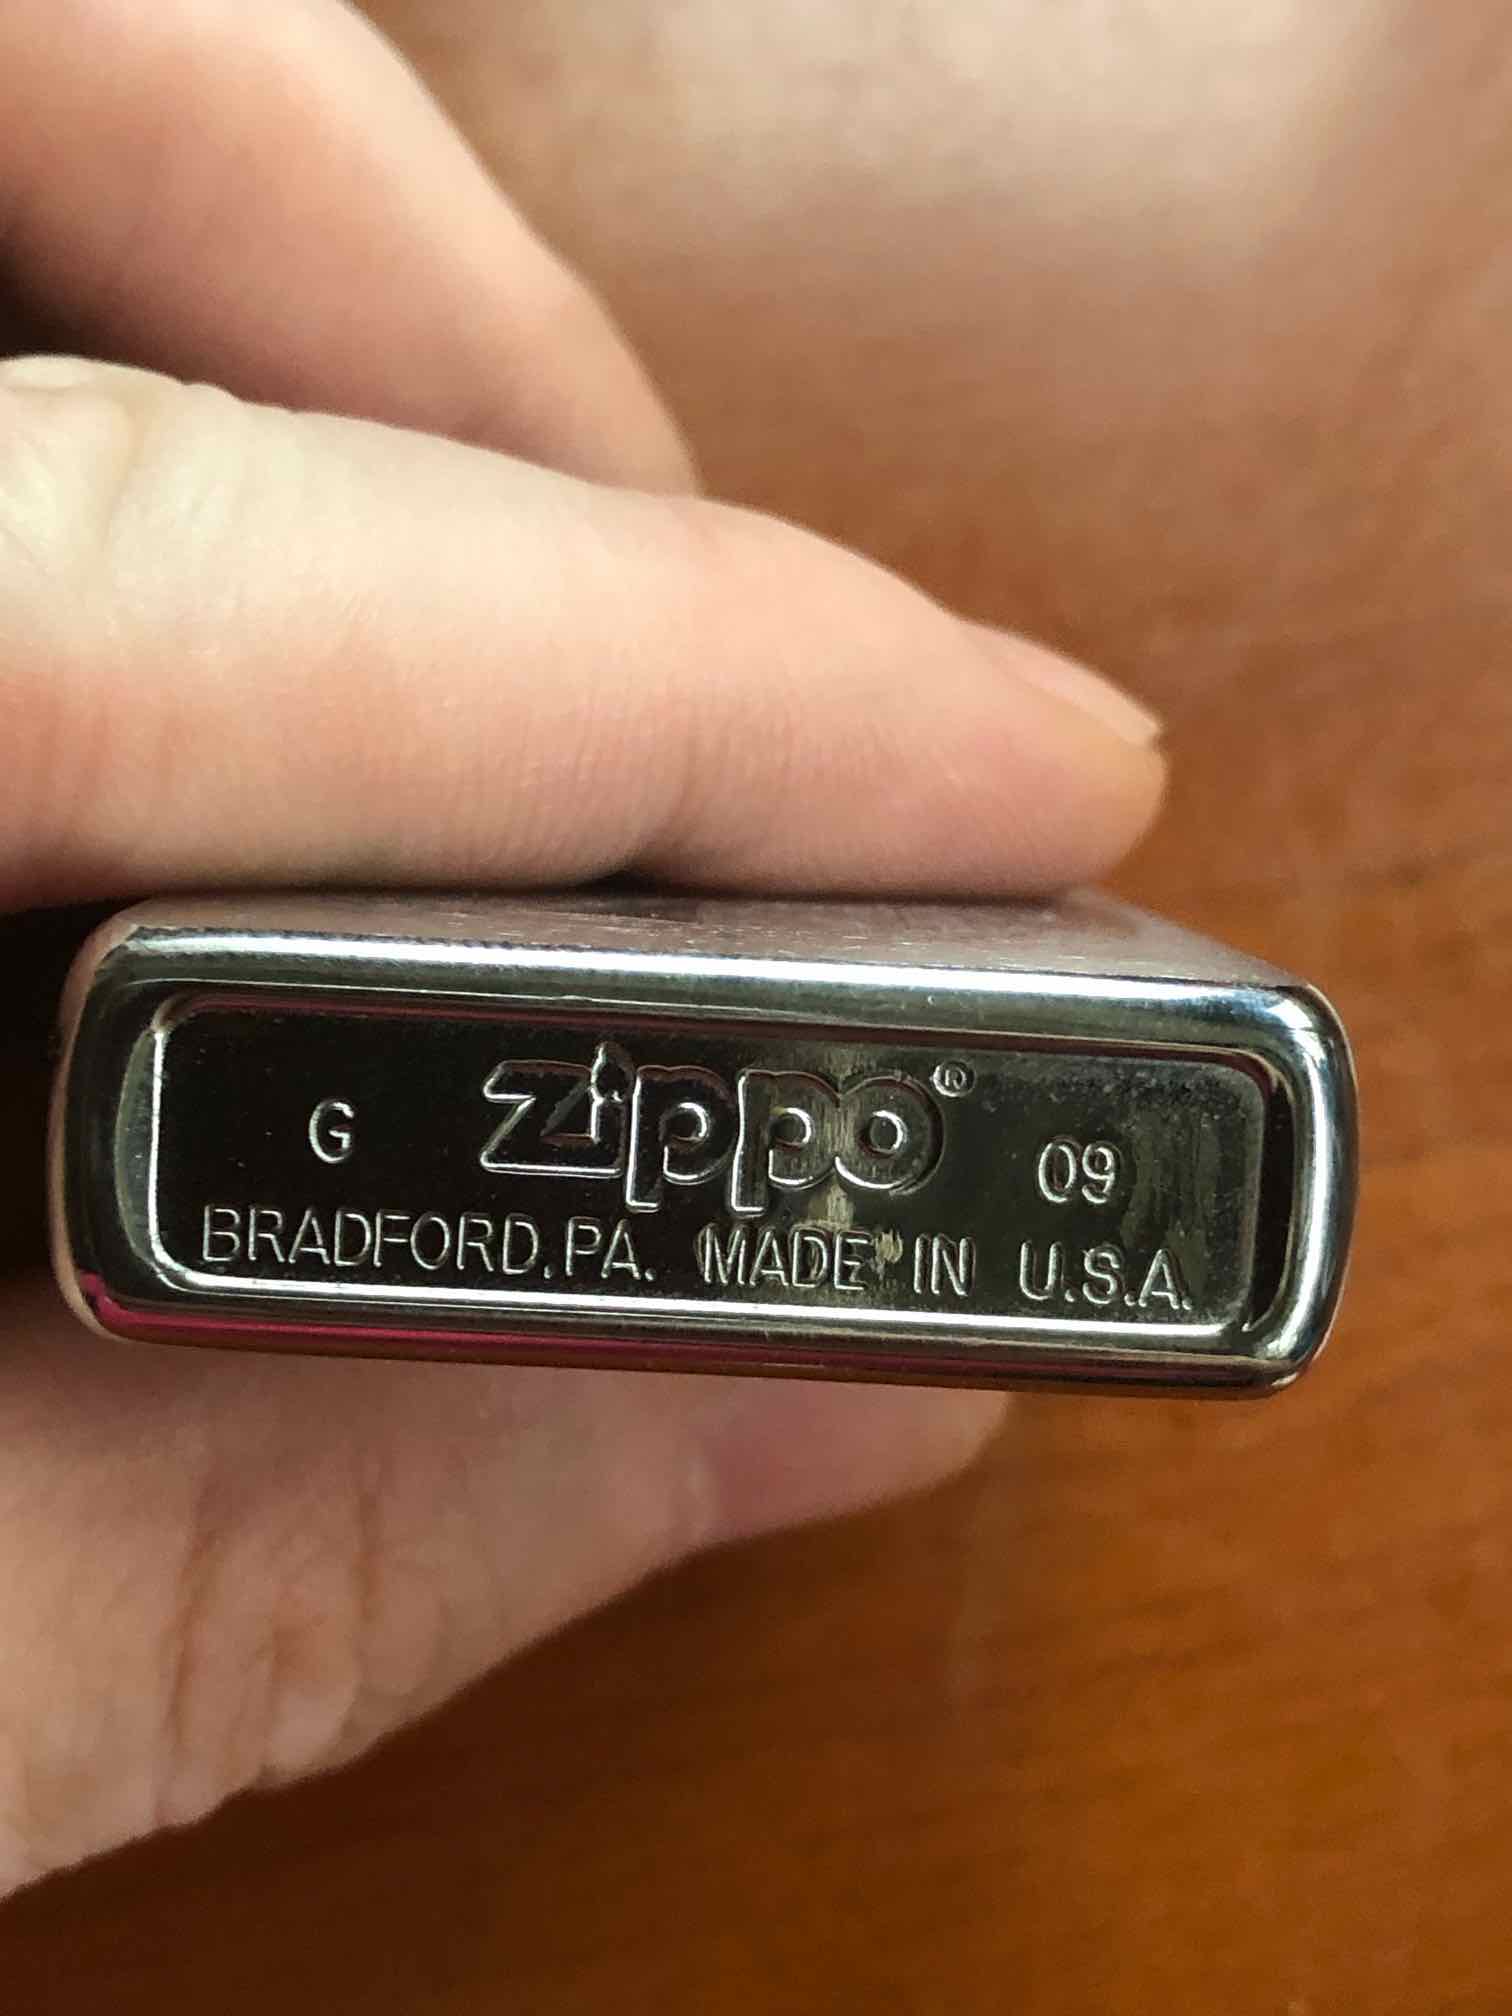 zippo®
G 09
BRADFORD, PA. MADE IN U.S.A.